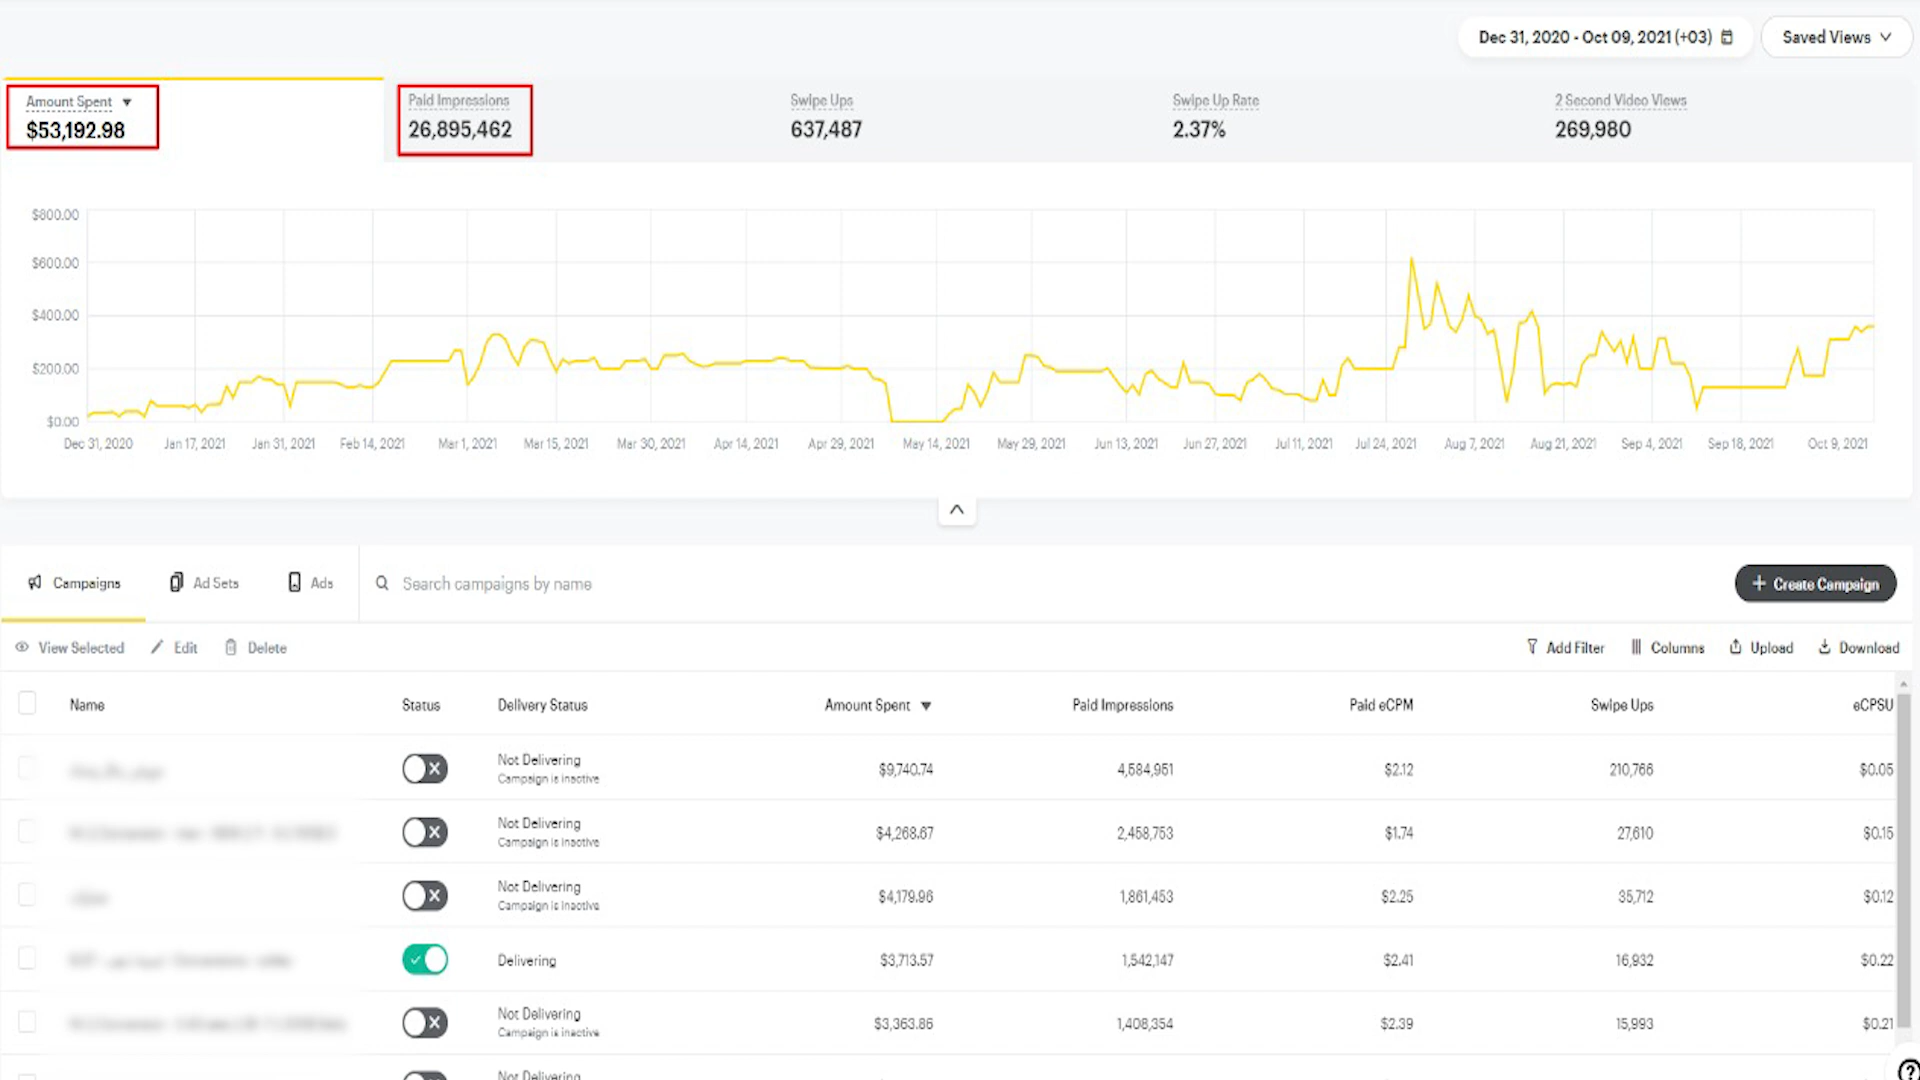 Dec 31, 2020 - Oct 09, 2021 (+03)
Saved Views
Amount Spent
$53,192.98
Paid Impressions
26,895,462
Swipe Ups
637,487
Swipe Up Rate
2.37%
2 Second Video Views
269,980
$800.00
$600.00
$400.00
$200.00
$0.00
Dec 31, 2020 Jan 17, 2021 Jan 31, 2021 Feb 14, 2021 Mar 1, 2021 Mar 15, 2021 Mar 30, 2021 Apr 14, 2021 Apr 29, 2021 May 14, 2021 May 29, 2021 Jun 13, 2021 Jun 27, 2021 Jul 11, 2021 Jul 24, 2021 Aug 7, 2021 Aug 21, 2021 Sep 4, 2021 Sep 18, 2021 Oct 9, 2021
Campaigns Ad Sets Ads Search campaigns by name + Create Campaign
View Selected Edit Delete Add Filter Columns Upload Download
Name Status Delivery Status Amount Spent Paid Impressions Paid eCPM Swipe Ups eCPSU
Not Delivering
Campaign is inactive
$9,740.74 4,584,951 $2.12 210,766 $0.05
Not Delivering
Campaign is inactive
$4,268.67 2,458,753 $1.74 27,610 $0.15
Not Delivering
Campaign is inactive
$4,179.96 1,861,453 $2.25 35,712 $0.12
Delivering $3,713.57 1,542,147 $2.41 16,932 $0.22
Not Delivering
Campaign is inactive
$3,363.86 1,408,354 $2.39 15,993 $0.21
Not Delivering